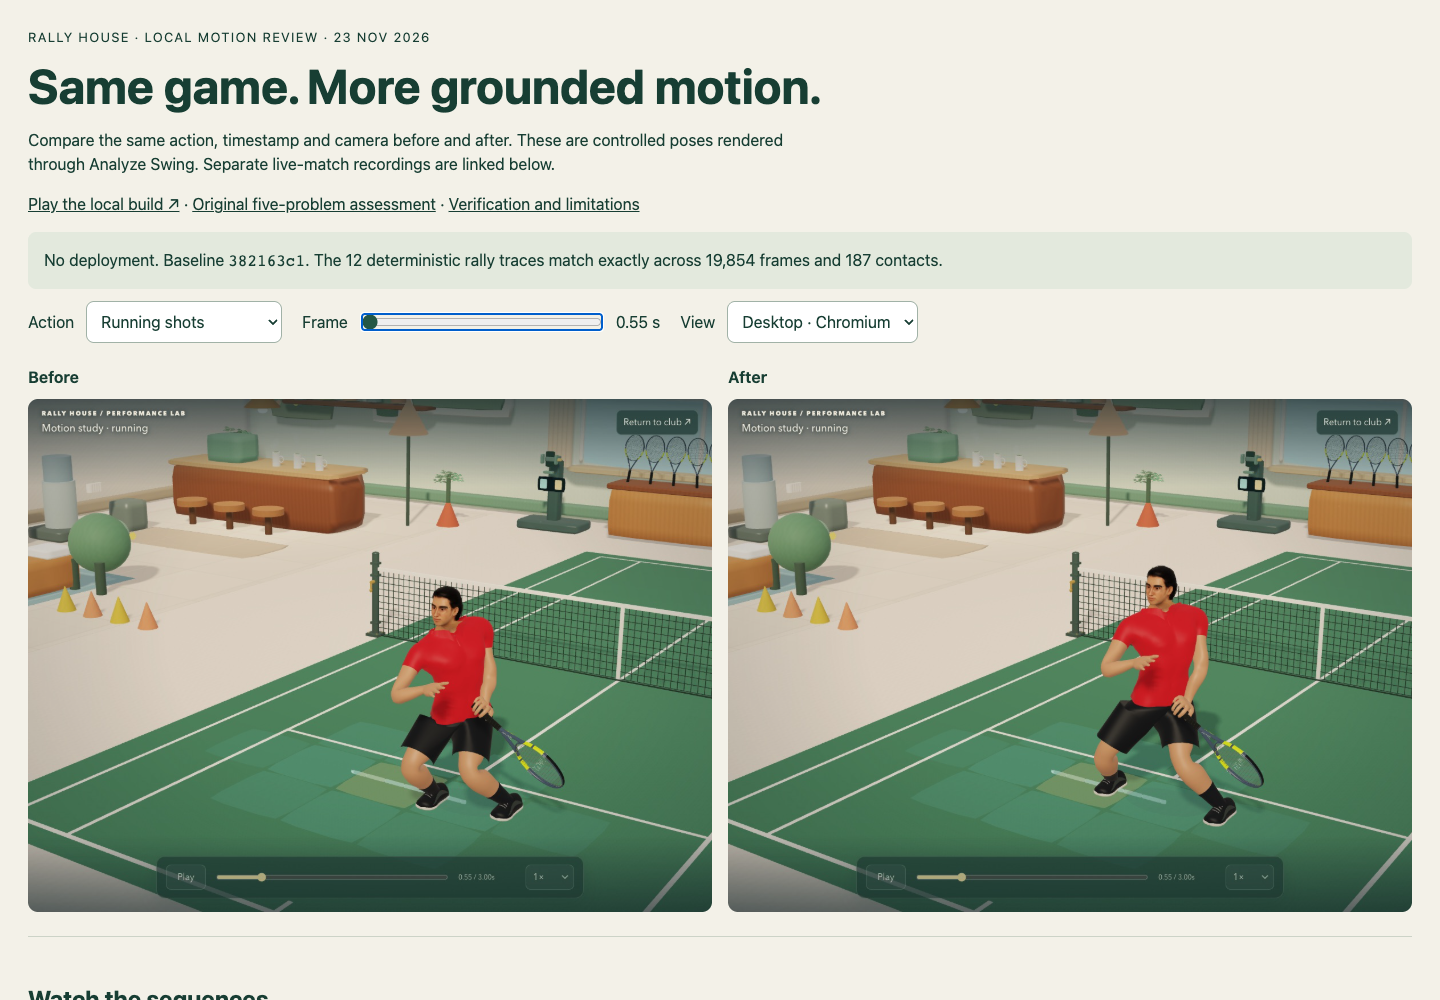 RALLY HOUSE · LOCAL MOTION REVIEW · 23 NOV 2026
Same game. More grounded motion.
Compare the same action, timestamp and camera before and after. These are controlled poses rendered
through Analyze Swing. Separate live-match recordings are linked below.
Play the local build ↗ · Original five-problem assessment · Verification and limitations
No deployment. Baseline 382163c1. The 12 deterministic rally traces match exactly across 19,854 frames and 187 contacts.
Action Running shots Frame 0.55 s View Desktop · Chromium
Before
RALLY HOUSE / PERFORMANCE LAB
Motion study · running
Return to club ↗
Play 0.55 / 3.00s 1×
After
RALLY HOUSE / PERFORMANCE LAB
Motion study · running
Return to club ↗
Play 0.55 / 3.00s 1×
Watch the sequences